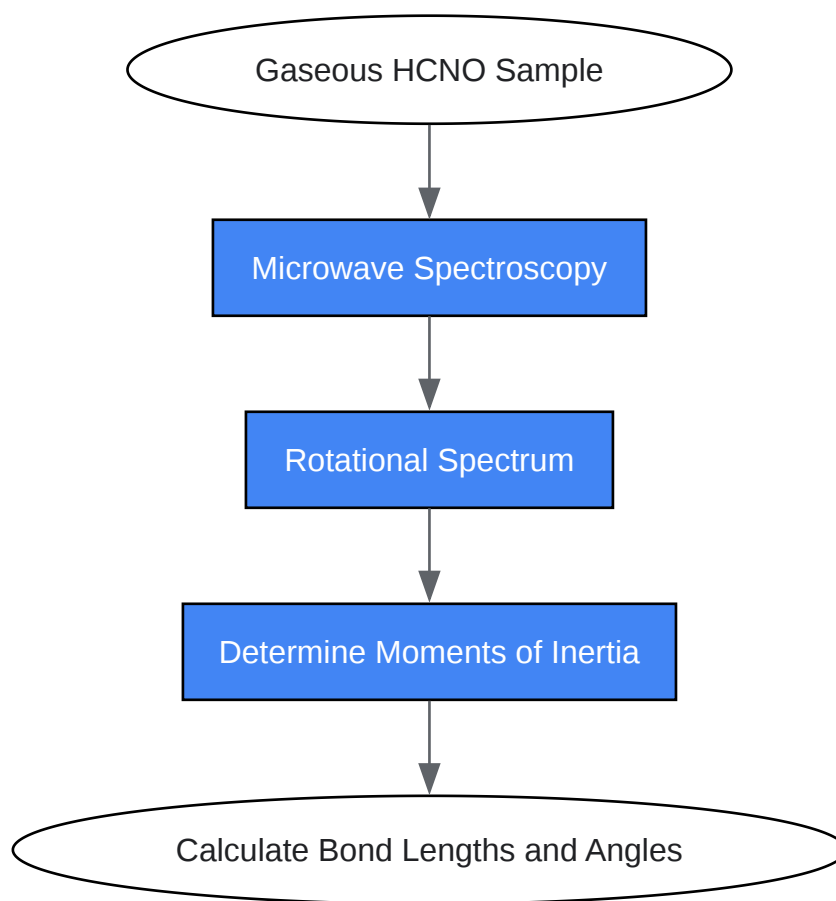 Gaseous HCNO Sample
Microwave Spectroscopy
Rotational Spectrum
Determine Moments of Inertia
Calculate Bond Lengths and Angles